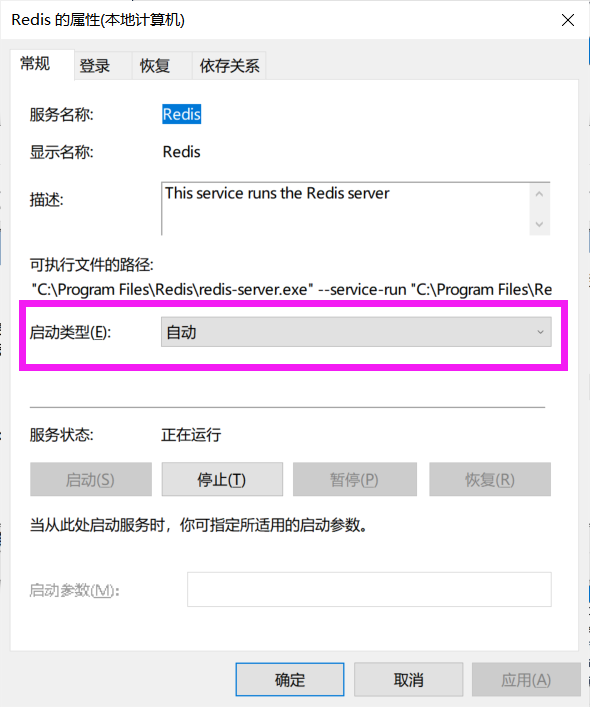 Redis 的属性(本地计算机)
常规 登录 恢复 依存关系
服务名称: Redis
显示名称: Redis
描述: This service runs the Redis server
可执行文件的路径:
"C:\Program Files\Redis\redis-server.exe" --service-run "C:\Program Files\Re
启动类型(E): 自动
服务状态: 正在运行
启动(S) 停止(T) 暂停(P) 恢复(R)
当从此处启动服务时，你可指定所适用的启动参数。
启动参数(M):
确定 取消 应用(A)